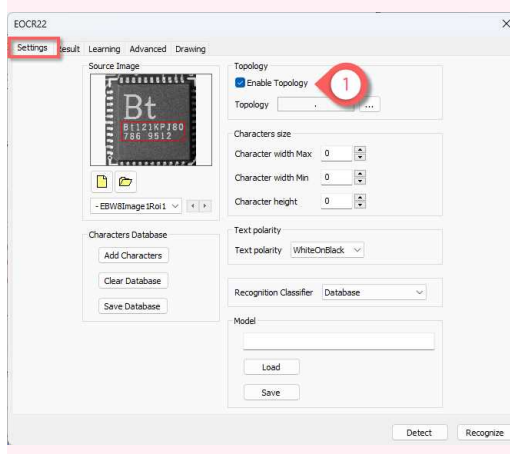 EOCR22
Settings Result Learning Advanced Drawing
Source Image
Bt
Bt121KPJ80
786 9512
- EBW8Image1Roi1
Characters Database
Add Characters
Clear Database
Save Database
Topology
Enable Topology
1
Topology . ...
Characters size
Character width Max 0
Character width Min 0
Character height 0
Text polarity
Text polarity WhiteOnBlack
Recognition Classifier Database
Model
Load
Save
Detect Recognize